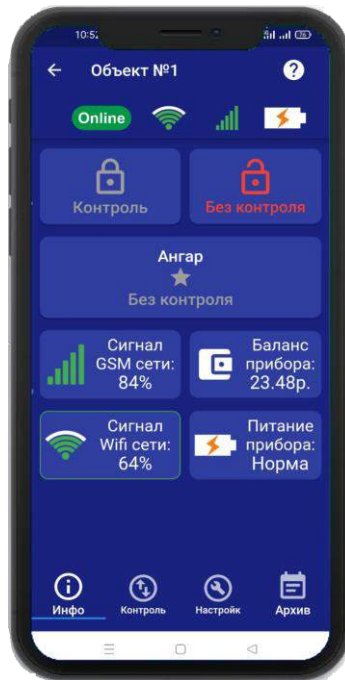 10:52
Объект №1
?
Online
Контроль
Без контроля
Ангар
Без контроля
Сигнал
GSM сети:
84%
Баланс
прибора:
23.48р.
Сигнал
Wifi сети:
64%
Питание
прибора:
Норма
Инфо
Контроль
Настройк
Архив